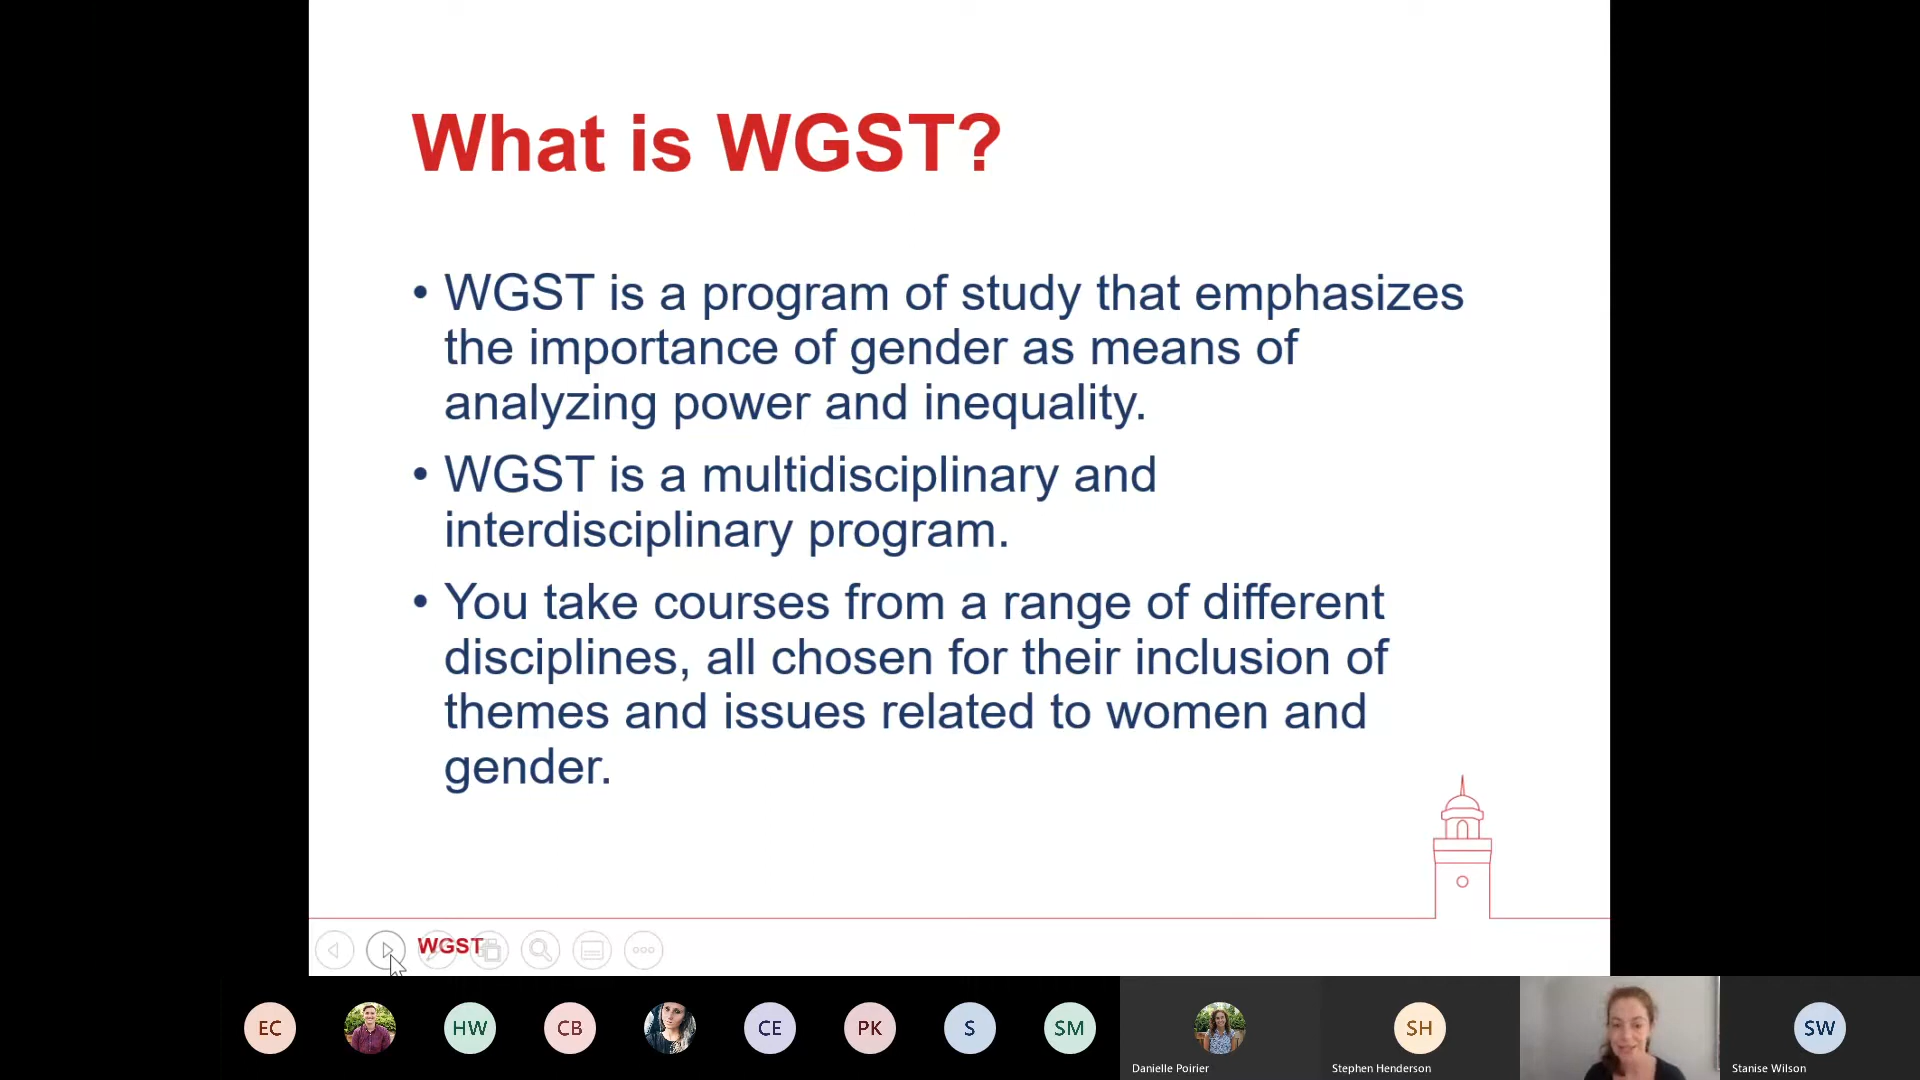 What is WGST?
• WGST is a program of study that emphasizes
the importance of gender as means of
analyzing power and inequality.
• WGST is a multidisciplinary and
interdisciplinary program.
• You take courses from a range of different
disciplines, all chosen for their inclusion of
themes and issues related to women and
gender.
WGST
EC
HW
CB
CE
PK
S
SM
Danielle Poirier
SH
Stephen Henderson
SW
Stanise Wilson